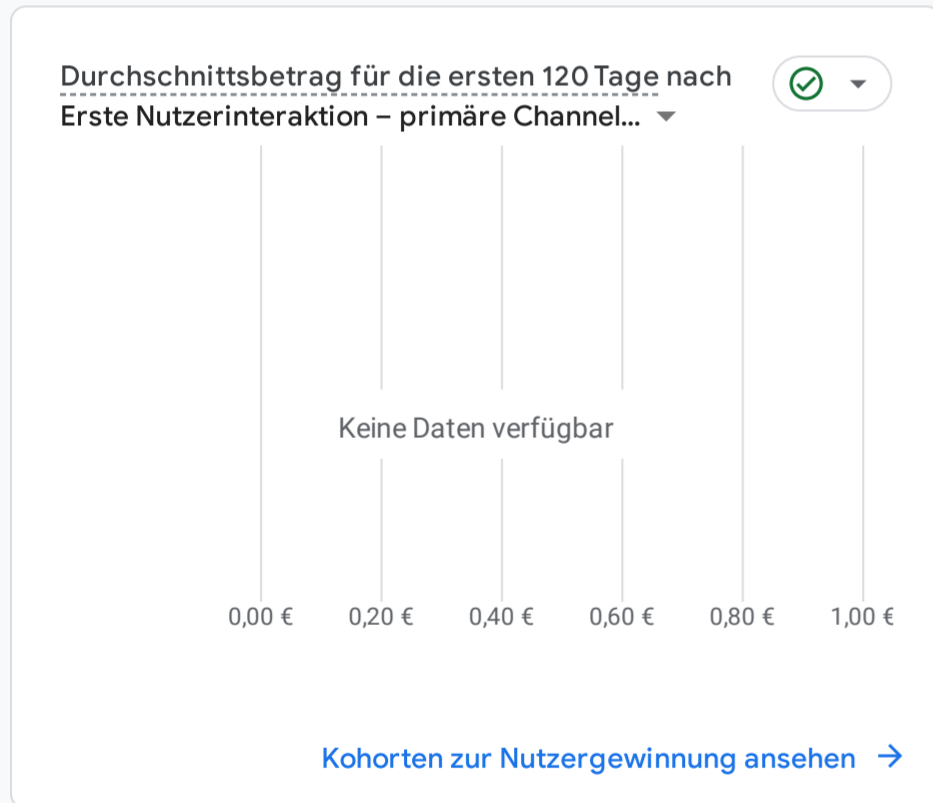 Durchschnittsbetrag für die ersten 120 Tage nach
Erste Nutzerinteraktion – primäre Channel...
Keine Daten verfügbar
0,00 € 0,20 € 0,40 € 0,60 € 0,80 € 1,00 €
Kohorten zur Nutzergewinnung ansehen